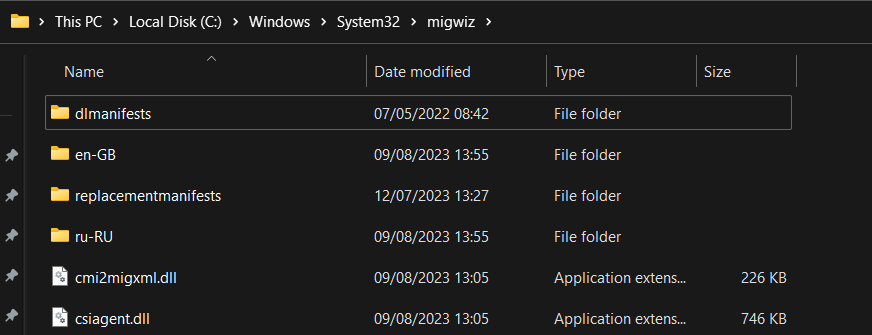 This PC > Local Disk (C:) > Windows > System32 > migwiz >
Name Date modified Type Size
dlmanifests 07/05/2022 08:42 File folder
en-GB 09/08/2023 13:55 File folder
replacementmanifests 12/07/2023 13:27 File folder
ru-RU 09/08/2023 13:55 File folder
cmi2migxml.dll 09/08/2023 13:05 Application extens... 226 KB
csiagent.dll 09/08/2023 13:05 Application extens... 746 KB